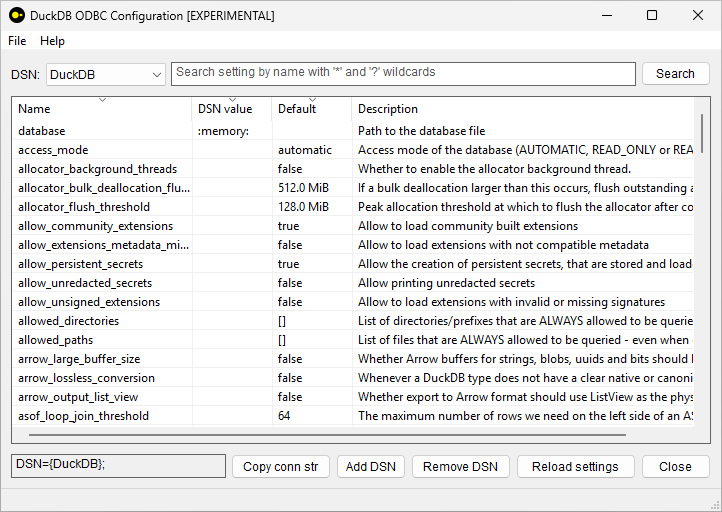 DuckDB ODBC Configuration [EXPERIMENTAL]
File Help
DSN: DuckDB Search setting by name with '*' and '?' wildcards Search
Name DSN value Default Description
database :memory: Path to the database file
access_mode automatic Access mode of the database (AUTOMATIC, READ_ONLY or REA
allocator_background_threads false Whether to enable the allocator background thread.
allocator_bulk_deallocation_flu... 512.0 MiB If a bulk deallocation larger than this occurs, flush outstanding a
allocator_flush_threshold 128.0 MiB Peak allocation threshold at which to flush the allocator after co
allow_community_extensions true Allow to load community built extensions
allow_extensions_metadata_mi... false Allow to load extensions with not compatible metadata
allow_persistent_secrets true Allow the creation of persistent secrets, that are stored and load
allow_unredacted_secrets false Allow printing unredacted secrets
allow_unsigned_extensions false Allow to load extensions with invalid or missing signatures
allowed_directories [] List of directories/prefixes that are ALWAYS allowed to be querie
allowed_paths [] List of files that are ALWAYS allowed to be queried - even when
arrow_large_buffer_size false Whether Arrow buffers for strings, blobs, uuids and bits should
arrow_lossless_conversion false Whenever a DuckDB type does not have a clear native or canoni
arrow_output_list_view false Whether export to Arrow format should use ListView as the phys
asof_loop_join_threshold 64 The maximum number of rows we need on the left side of an AS
DSN={DuckDB}; Copy conn str Add DSN Remove DSN Reload settings Close